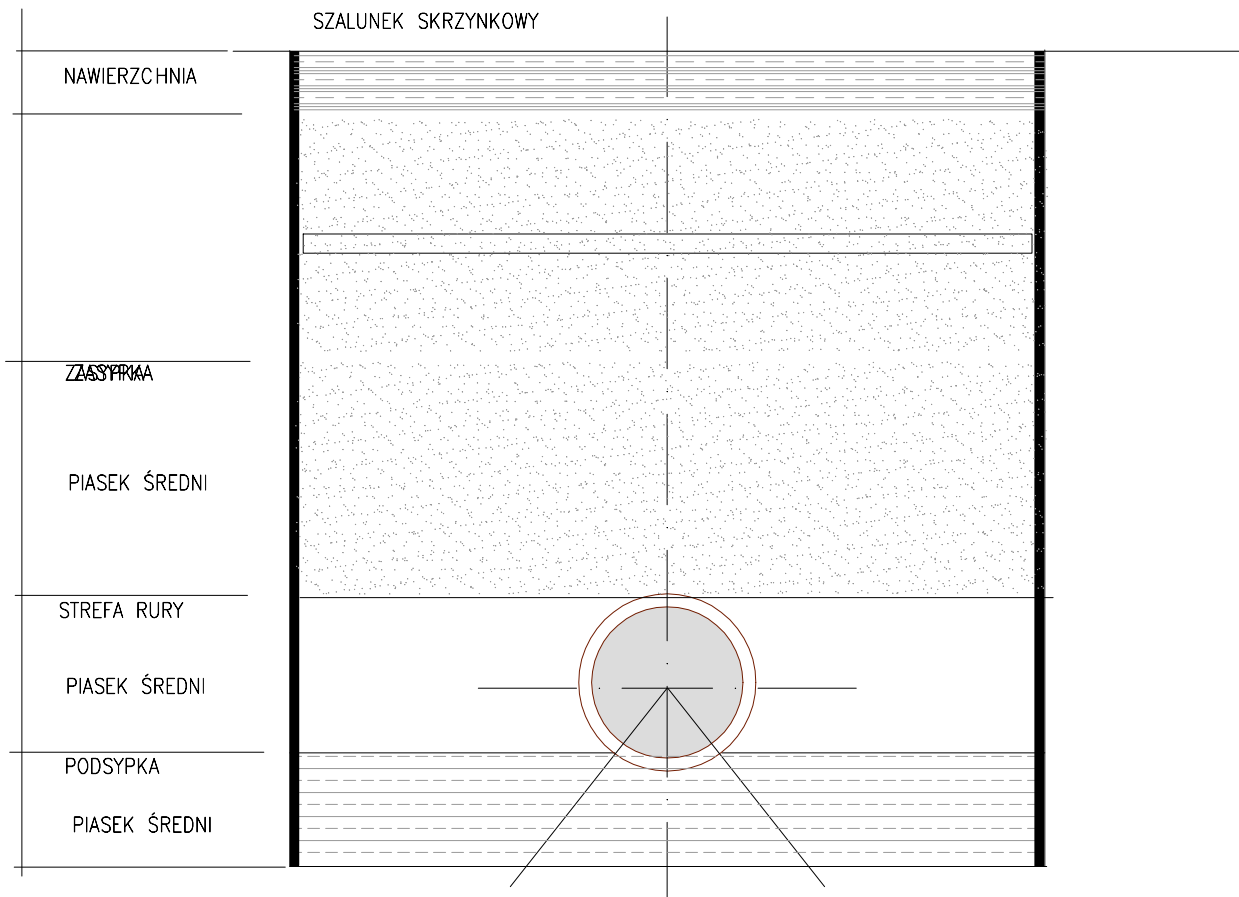 SZALUNEK SKRZYNKOWY
NAWIERZCHNIA
PIASEK ŚREDNI
STREFA RURY
PIASEK ŚREDNI
PODSYPKA
PIASEK ŚREDNI